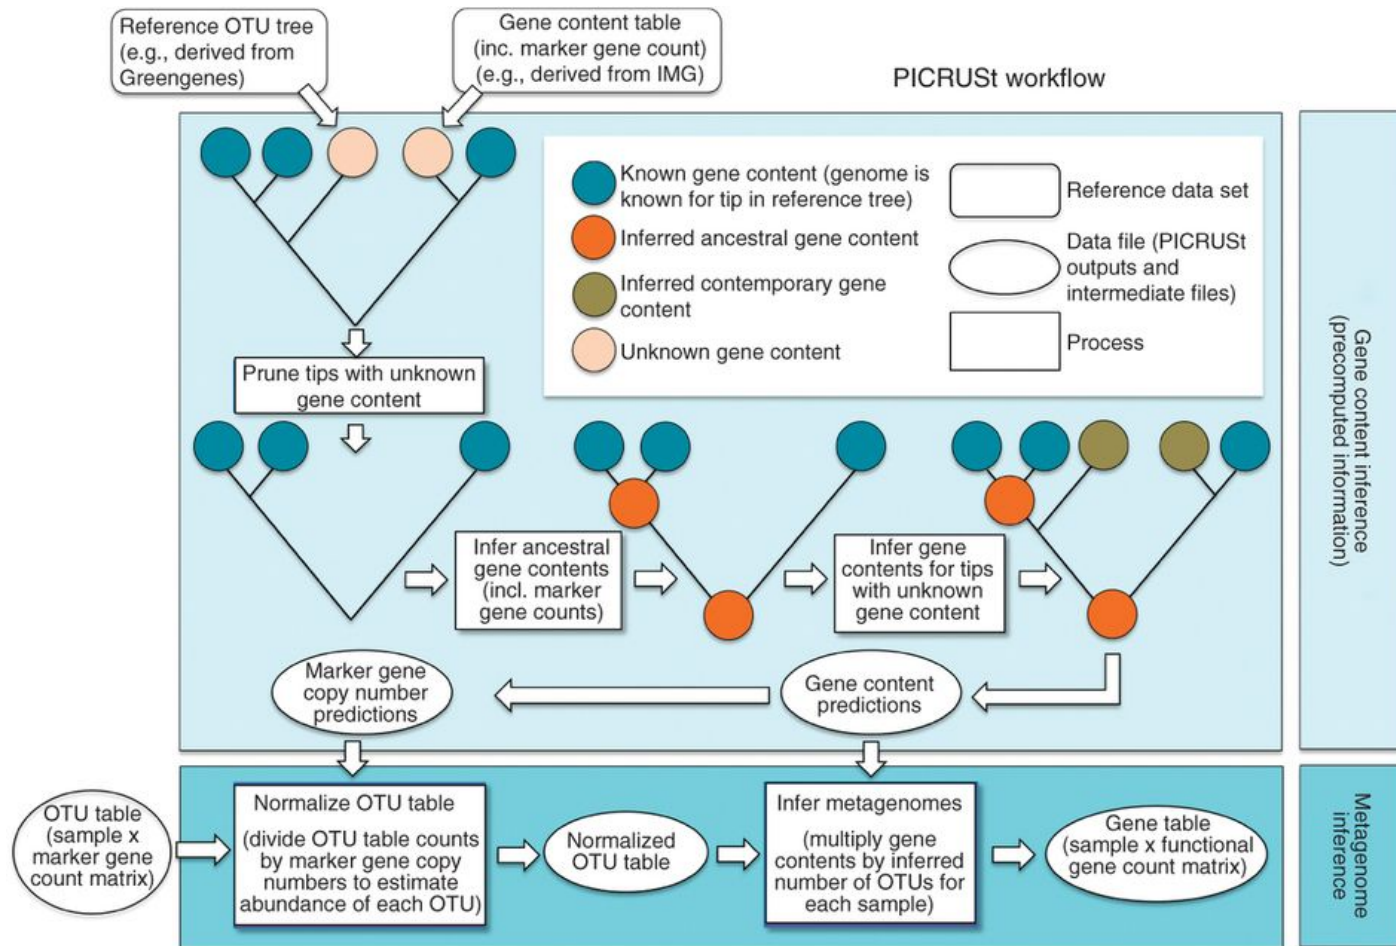 Reference OTU tree
(e.g., derived from
Greengenes)
Gene content table
(inc. marker gene count)
(e.g., derived from IMG)
PICRUSt workflow
Known gene content (genome is
known for tip in reference tree)
Inferred ancestral gene content
Inferred contemporary gene
content
Unknown gene content
Reference data set
Data file (PICRUSt
outputs and
intermediate files)
Process
Prune tips with unknown
gene content
Infer ancestral
gene contents
(incl. marker
gene counts)
Infer gene
contents for tips
with unknown
gene content
Marker gene
copy number
predictions
Gene content
predictions
Gene content inference
(precomputed information)
OTU table
(sample x
marker gene
count matrix)
Normalize OTU table
(divide OTU table counts
by marker gene copy
numbers to estimate
abundance of each OTU)
Normalized
OTU table
Infer metagenomes
(multiply gene
contents by inferred
number of OTUs for
each sample)
Gene table
(sample x functional
gene count matrix)
Metagenome
inference